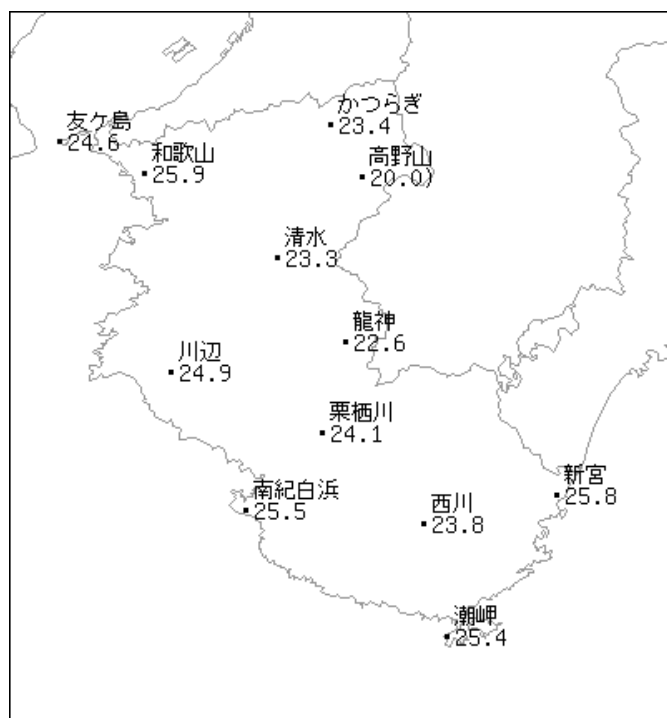 かつらぎ
23.4
友ケ島
24.6
和歌山
25.9
高野山
20.0)
清水
23.3
龍神
22.6
川辺
24.9
栗栖川
24.1
新宮
25.8
南紀白浜
25.5
西川
23.8
潮岬
25.4